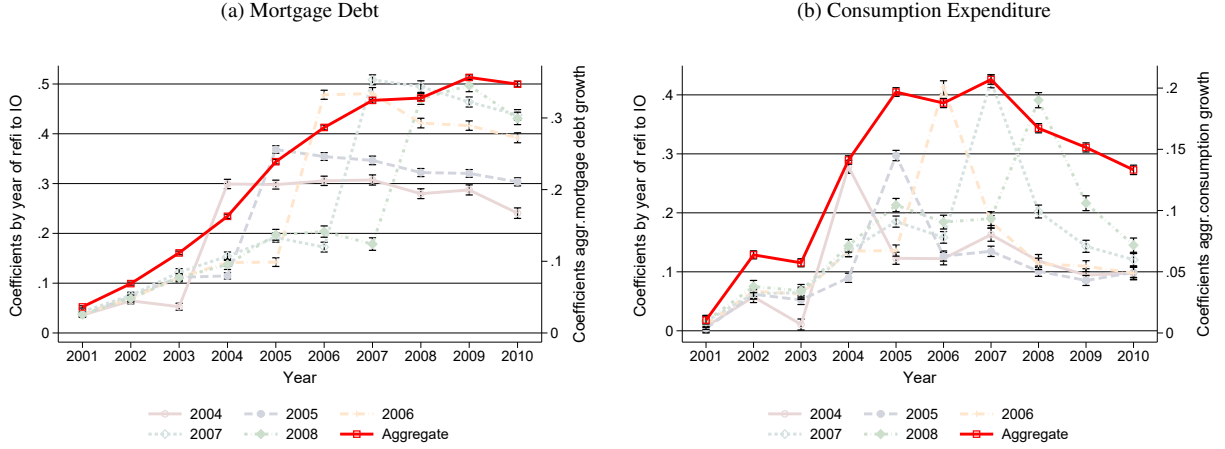 (a) Mortgage Debt
Coefficients by year of refi to IO
.5
.4
.3
.2
.1
0
Coefficients aggr.mortgage debt growth
.3
.2
.1
0
2001 2002 2003 2004 2005 2006 2007 2008 2009 2010
Year
2004 2005 2006
2007 2008 Aggregate
(b) Consumption Expenditure
Coefficients by year of refi to IO
.4
.3
.2
.1
0
Coefficients aggr.consumption growth
.2
.15
.1
.05
0
2001 2002 2003 2004 2005 2006 2007 2008 2009 2010
Year
2004 2005 2006
2007 2008 Aggregate